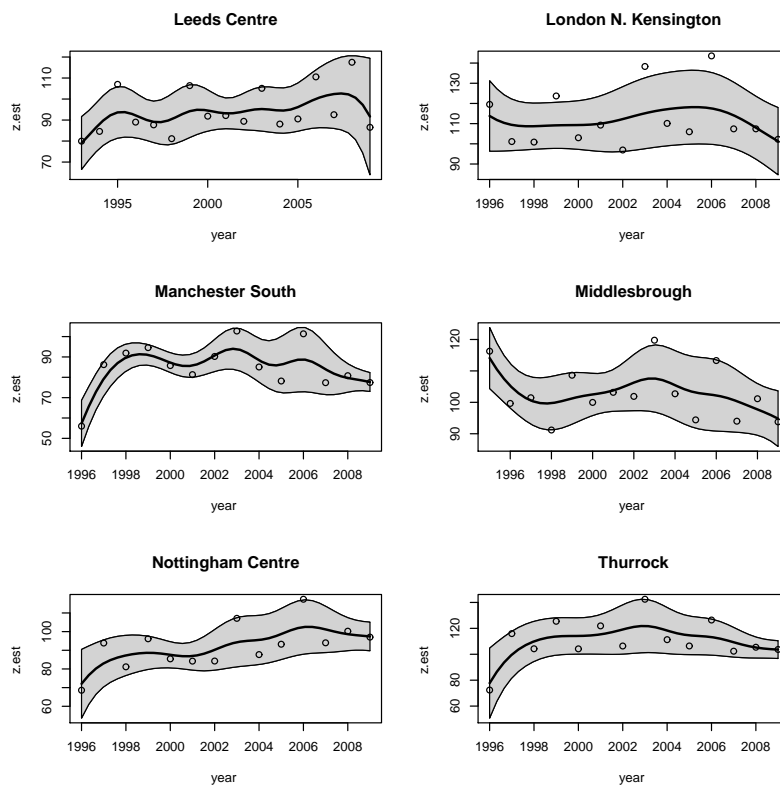 Leeds Centre
z.est
70 90 110
1995 2000 2005
year
London N. Kensington
z.est
90 110 130
1996 1998 2000 2002 2004 2006 2008
year
Manchester South
z.est
50 70 90
1996 1998 2000 2002 2004 2006 2008
year
Middlesbrough
z.est
90 100 120
1996 1998 2000 2002 2004 2006 2008
year
Nottingham Centre
z.est
60 80 100
1996 1998 2000 2002 2004 2006 2008
year
Thurrock
z.est
60 80 100 120
1996 1998 2000 2002 2004 2006 2008
year